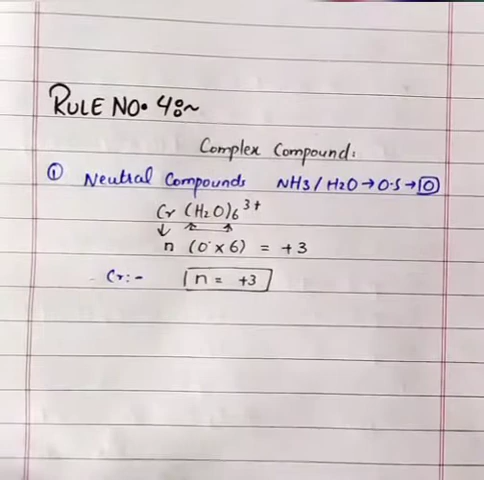 RULE NO. 4:~
Complex Compound:
① Neutral Compounds NH3/H2O→O.S→0
Cr (H2O)6 3+
↓
n (0 x 6) = +3
Cr:- n = +3